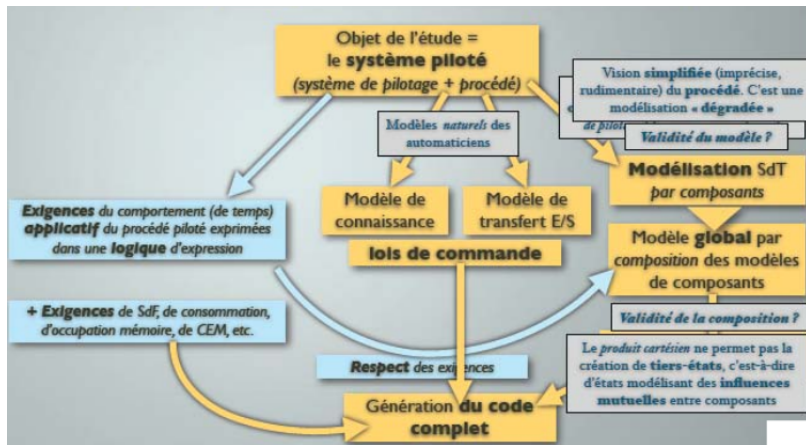 Objet de l'étude =
le système piloté
(système de pilotage + procédé)
Vision simplifiée (imprécise,
rudimentaire) du procédé. C'est une
modélisation « dégradée »
de pilota
Validité du modèle ?
Modèles naturels des
automaticiens
Modélisation SdT
par composants
Modèle de
connaissance
Modèle de
transfert E/S
lois de commande
Exigences du comportement (de temps)
applicatif du procédé piloté exprimées
dans une logique d'expression
Modèle global par
composition des modèles
de composants
+ Exigences de SdF, de consommation,
d'occupation mémoire, de CEM, etc.
Validité de la composition ?
Le produit cartésien ne permet pas la
création de tiers-états, c'est-à-dire
d'états modélisant des influences
mutuelles entre composants
Respect des exigences
Génération du code
complet